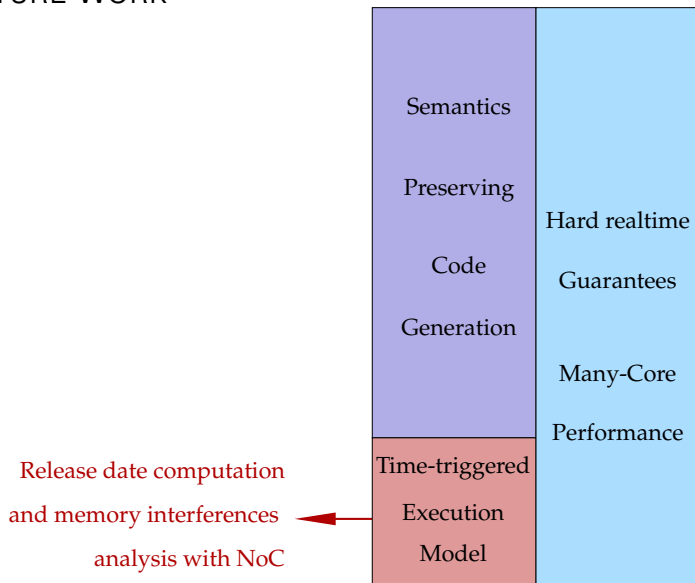 WORK
Semantics
Preserving
Code
Generation
Hard realtime
Guarantees
Many-Core
Performance
Time-triggered
Execution
Model
Release date computation
and memory interferences
analysis with NoC